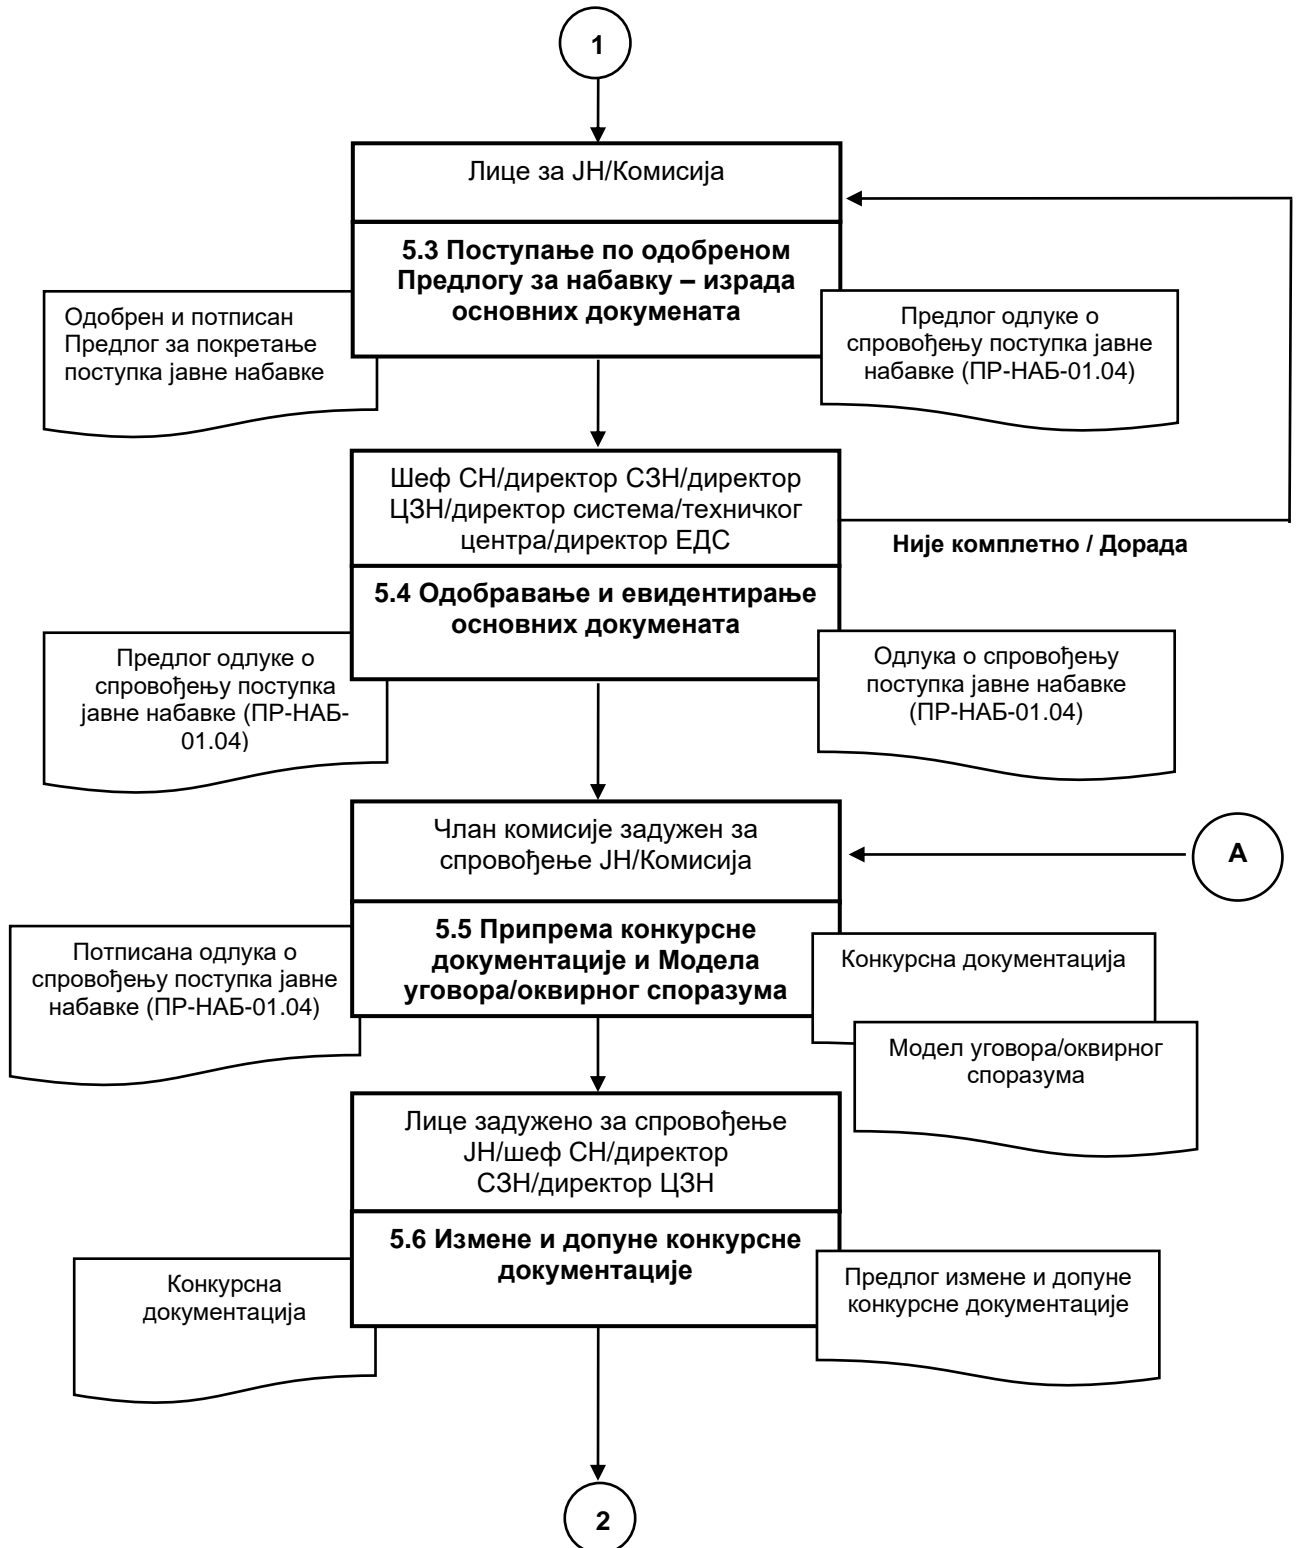 1
Лице за ЈН/Комисија
5.3 Поступање по одобреном
Предлогу за набавку – израда
основних докумената
Одобрен и потписан
Предлог за покретање
поступка јавне набавке
Предлог одлуке о
спровођењу поступка јавне
набавке (ПР-НАБ-01.04)
Шеф СН/директор СЗН/директор
ЦЗН/директор система/техничког
центра/директор ЕДС
Није комплетно / Дорада
5.4 Одобравање и евидентирање
основних докумената
Предлог одлуке о
спровођењу поступка
јавне набавке (ПР-НАБ-
01.04)
Одлука о спровођењу
поступка јавне набавке
(ПР-НАБ-01.04)
Члан комисије задужен за
спровођење ЈН/Комисија
А
5.5 Припрема конкурсне
документације и Модела
уговора/оквирног споразума
Потписана одлука о
спровођењу поступка јавне
набавке (ПР-НАБ-01.04)
Конкурсна документација
Модел уговора/оквирног
споразума
Лице задужено за спровођење
ЈН/шеф СН/директор
СЗН/директор ЦЗН
5.6 Измене и допуне конкурсне
документације
Конкурсна
документација
Предлог измене и допуне
конкурсне документације
2